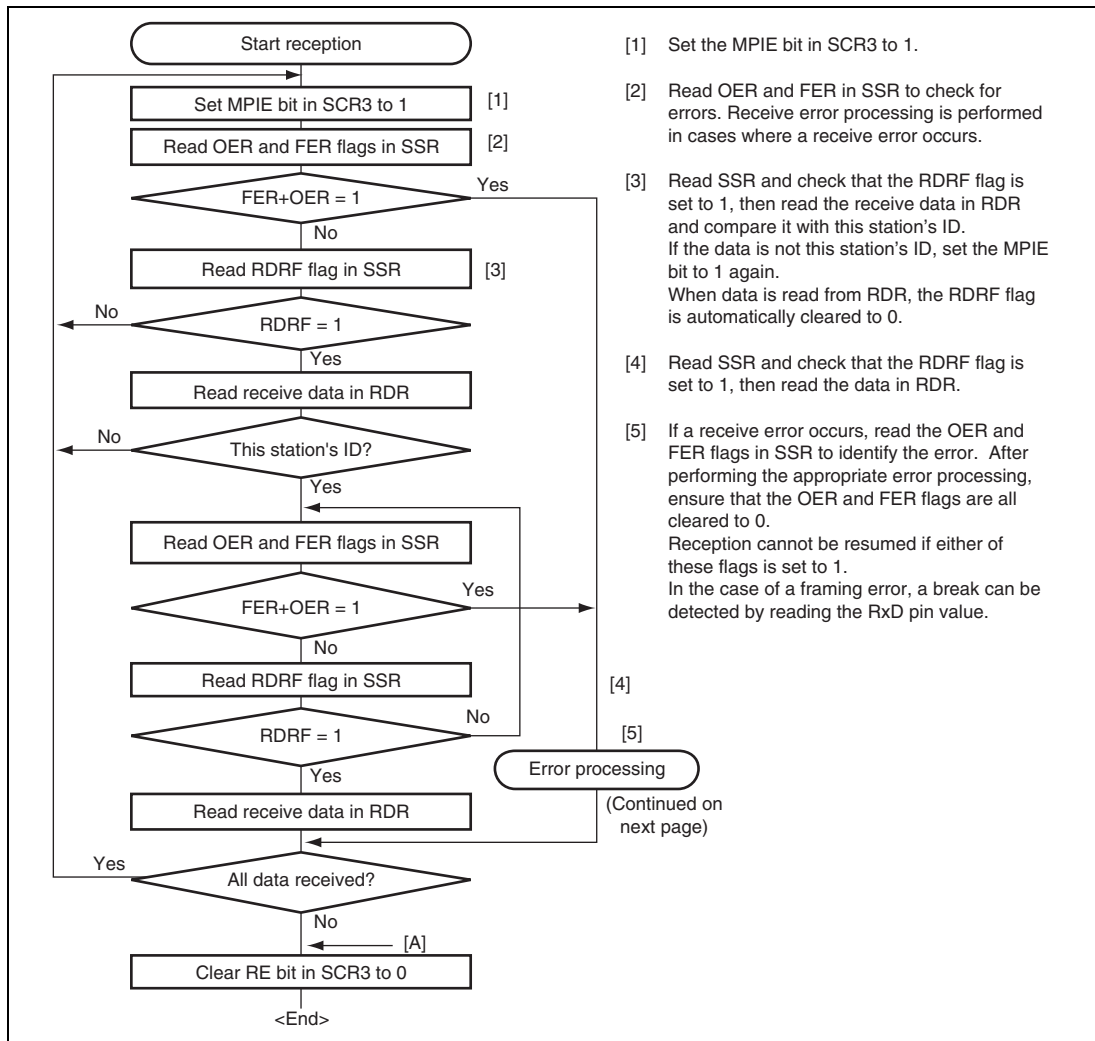 Start reception
Set MPIE bit in SCR3 to 1
[1]
Read OER and FER flags in SSR
[2]
FER+OER = 1
Yes
No
Read RDRF flag in SSR
[3]
RDRF = 1
No
Yes
Read receive data in RDR
This station's ID?
No
Yes
Read OER and FER flags in SSR
FER+OER = 1
Yes
No
Read RDRF flag in SSR
[4]
RDRF = 1
No
Yes
[5]
Error processing
(Continued on
next page)
Read receive data in RDR
All data received?
Yes
No
[A]
Clear RE bit in SCR3 to 0
<End>
[1] Set the MPIE bit in SCR3 to 1.
[2] Read OER and FER in SSR to check for
errors. Receive error processing is performed
in cases where a receive error occurs.
[3] Read SSR and check that the RDRF flag is
set to 1, then read the receive data in RDR
and compare it with this station's ID.
If the data is not this station's ID, set the MPIE
bit to 1 again.
When data is read from RDR, the RDRF flag
is automatically cleared to 0.
[4] Read SSR and check that the RDRF flag is
set to 1, then read the data in RDR.
[5] If a receive error occurs, read the OER and
FER flags in SSR to identify the error. After
performing the appropriate error processing,
ensure that the OER and FER flags are all
cleared to 0.
Reception cannot be resumed if either of
these flags is set to 1.
In the case of a framing error, a break can be
detected by reading the RxD pin value.